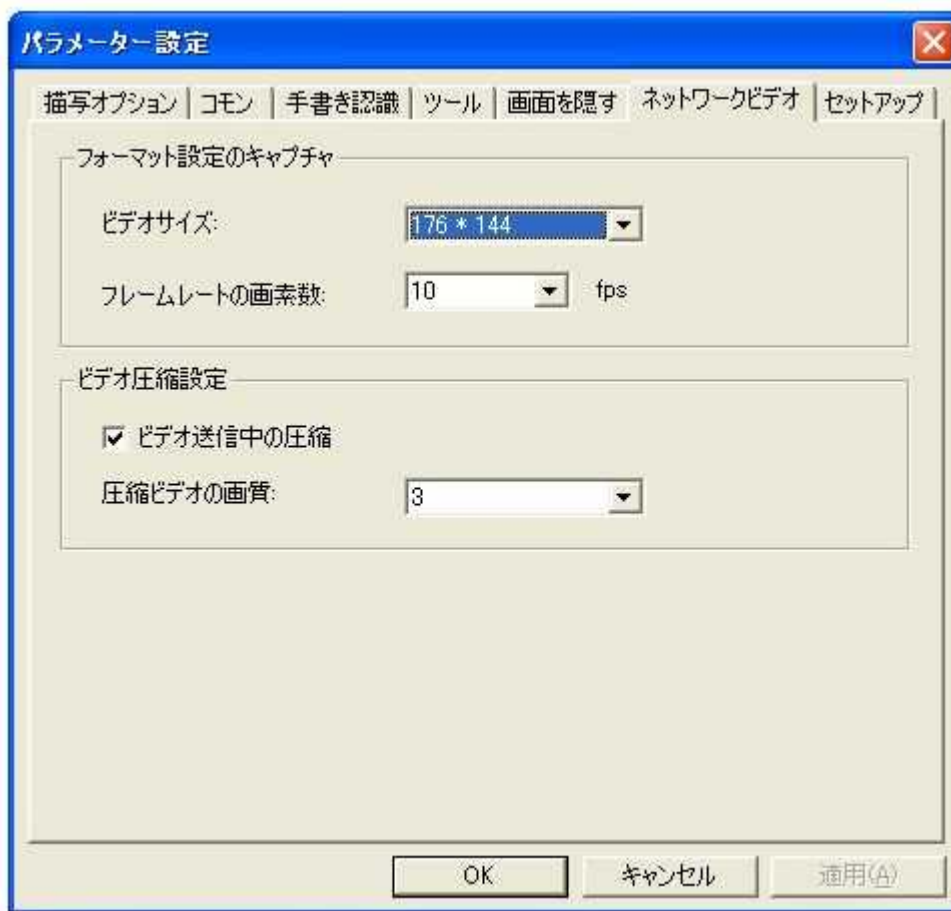 パラメーター設定
描写オプション コモン 手書き認識 ツール 画面を隠す ネットワークビデオ セットアップ
フォーマット設定のキャプチャ
ビデオサイズ: 176 * 144
フレームレートの画素数: 10 fps
ビデオ圧縮設定
ビデオ送信中の圧縮
圧縮ビデオの画質: 3
OK キャンセル 適用(A)